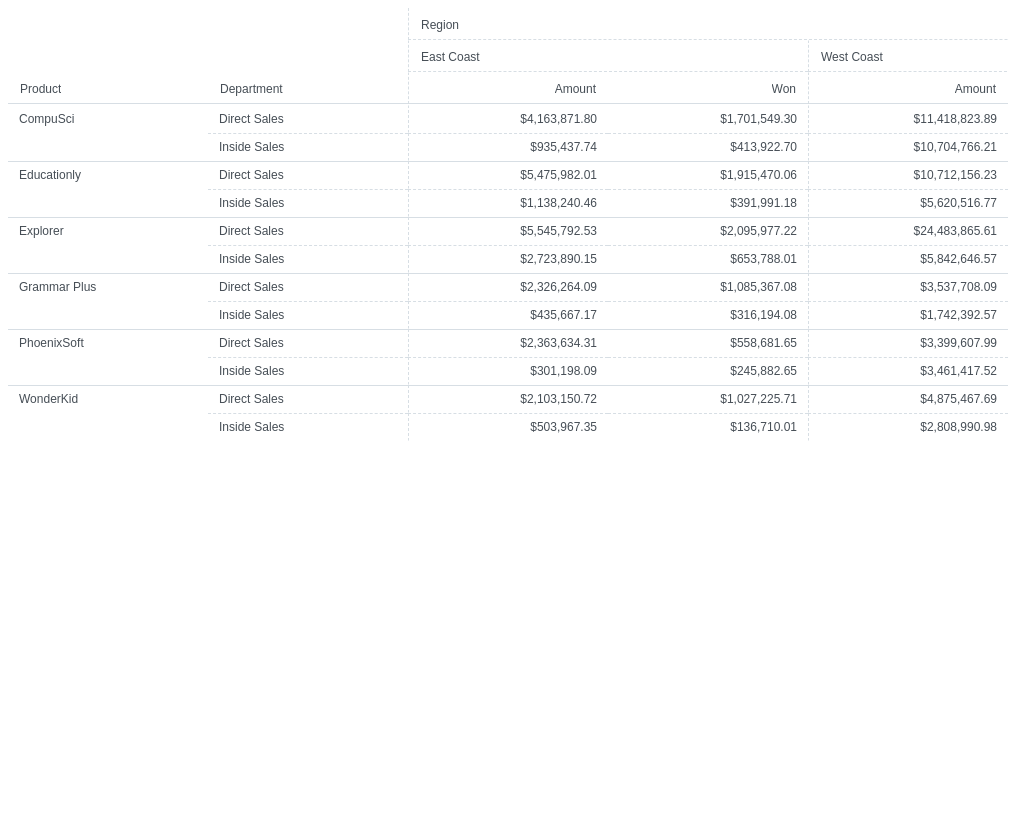 Region
East Coast West Coast
Product Department Amount Won Amount
CompuSci Direct Sales $4,163,871.80 $1,701,549.30 $11,418,823.89
Inside Sales $935,437.74 $413,922.70 $10,704,766.21
Educationly Direct Sales $5,475,982.01 $1,915,470.06 $10,712,156.23
Inside Sales $1,138,240.46 $391,991.18 $5,620,516.77
Explorer Direct Sales $5,545,792.53 $2,095,977.22 $24,483,865.61
Inside Sales $2,723,890.15 $653,788.01 $5,842,646.57
Grammar Plus Direct Sales $2,326,264.09 $1,085,367.08 $3,537,708.09
Inside Sales $435,667.17 $316,194.08 $1,742,392.57
PhoenixSoft Direct Sales $2,363,634.31 $558,681.65 $3,399,607.99
Inside Sales $301,198.09 $245,882.65 $3,461,417.52
WonderKid Direct Sales $2,103,150.72 $1,027,225.71 $4,875,467.69
Inside Sales $503,967.35 $136,710.01 $2,808,990.98